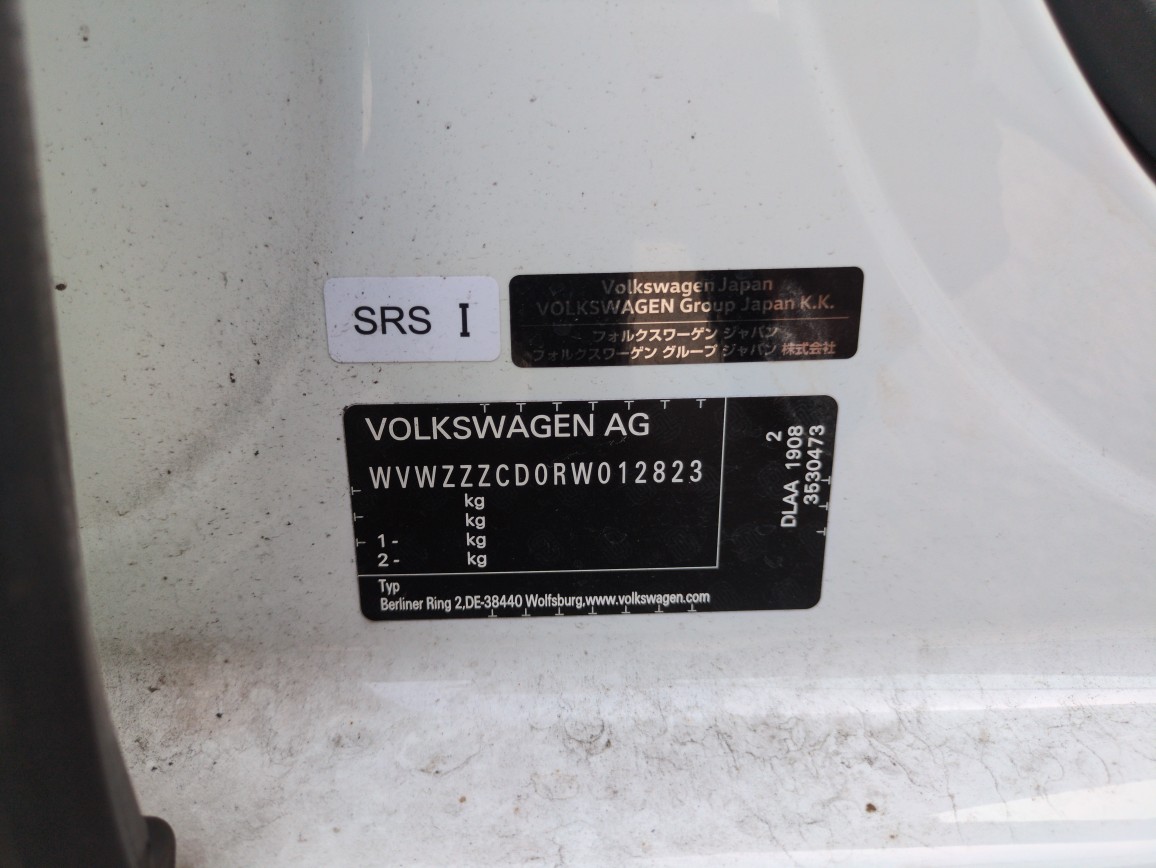 SRS I
Volkswagen Japan
VOLKSWAGEN Group Japan K.K.
フォルクスワーゲン ジャパン
フォルクスワーゲン グループ ジャパン 株式会社
VOLKSWAGEN AG
WVWZZZCD0RW012823
kg
kg
1- kg
2- kg
Typ
Berliner Ring 2,DE-38440 Wolfsburg,www.volkswagen.com
2
DLAA 1908
3530473